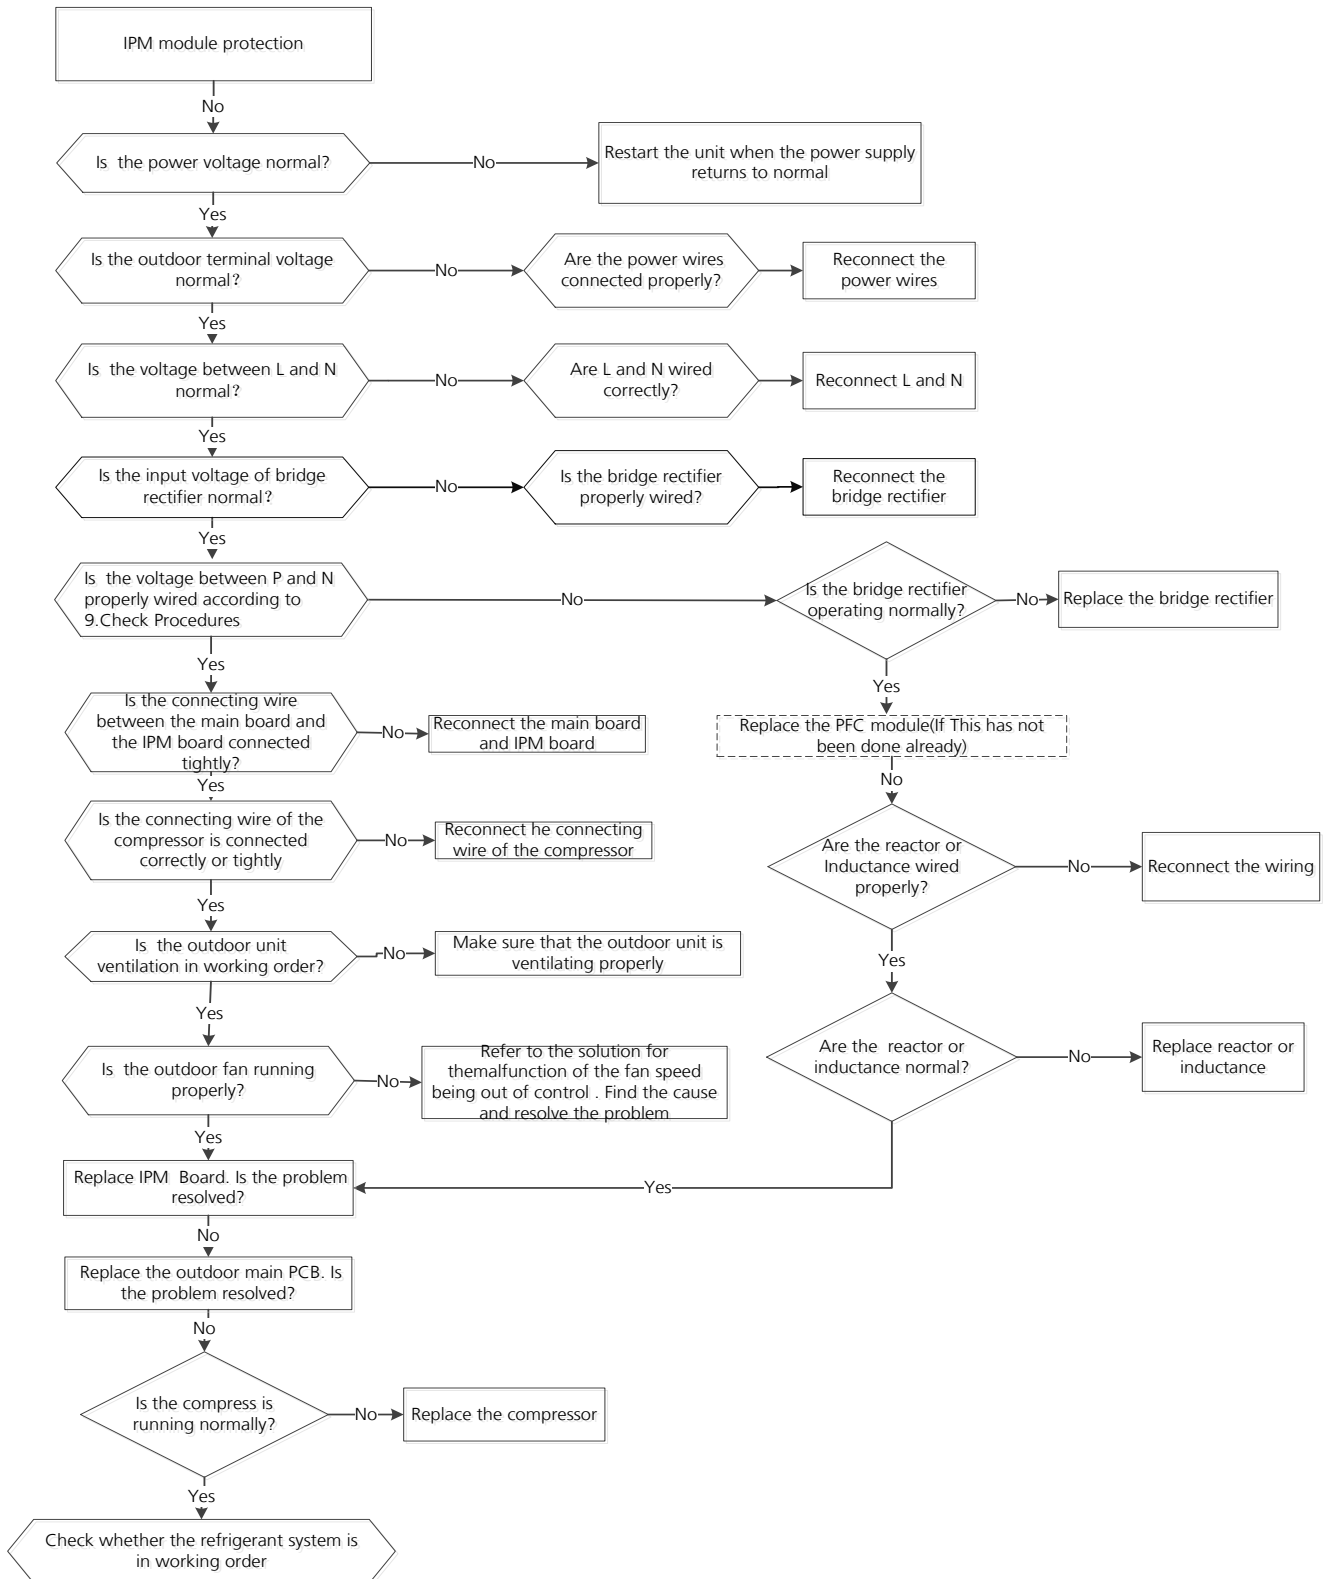 IPM module protection
No
Is the power voltage normal?
No
Restart the unit when the power supply
returns to normal
Yes
Is the outdoor terminal voltage
normal?
No
Are the power wires
connected properly?
Reconnect the
power wires
Yes
Is the voltage between L and N
normal?
No
Are L and N wired
correctly?
Reconnect L and N
Yes
Is the input voltage of bridge
rectifier normal?
No
Is the bridge rectifier
properly wired?
Reconnect the
bridge rectifier
Yes
Is the voltage between P and N
properly wired according to
9.Check Procedures
No
Is the bridge rectifier
operating normally?
No
Replace the bridge rectifier
Yes
Yes
Is the connecting wire
between the main board and
the IPM board connected
tightly?
No
Reconnect the main board
and IPM board
Replace the PFC module(If This has not
been done already)
Yes
No
Is the connecting wire of the
compressor is connected
correctly or tightly
No
Reconnect he connecting
wire of the compressor
Are the reactor or
Inductance wired
properly?
No
Reconnect the wiring
Yes
Is the outdoor unit
ventilation in working order?
No
Make sure that the outdoor unit is
ventilating properly
Yes
Yes
Is the outdoor fan running
properly?
No
Refer to the solution for
themalfunction of the fan speed
being out of control . Find the cause
and resolve the problem
Are the reactor or
inductance normal?
No
Replace reactor or
inductance
Yes
Replace IPM Board. Is the problem
resolved?
Yes
No
Replace the outdoor main PCB. Is
the problem resolved?
No
Is the compress is
running normally?
No
Replace the compressor
Yes
Check whether the refrigerant system is
in working order